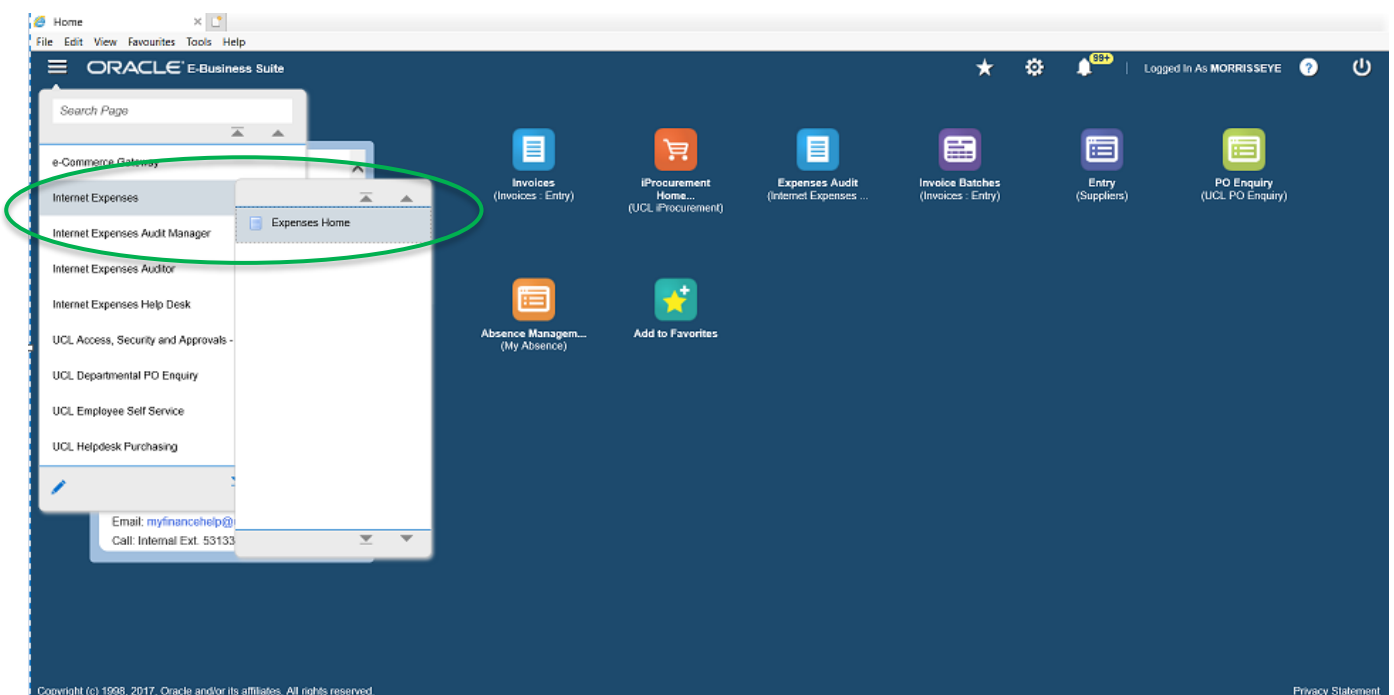 Home
File Edit View Favourites Tools Help
ORACLE E-Business Suite
99+
Logged In As MORRISSEYE ?
Search Page
e-Commerce Gateway
Internet Expenses
Internet Expenses Audit Manager
Internet Expenses Auditor
Internet Expenses Help Desk
UCL Access, Security and Approvals -
UCL Departmental PO Enquiry
UCL Employee Self Service
UCL Helpdesk Purchasing
Expenses Home
Email: myfinancehelp@
Call: Internal Ext. 53133
Invoices
(Invoices : Entry)
iProcurement
Home...
(UCL iProcurement)
Expenses Audit
(Internet Expenses ...
Invoice Batches
(Invoices : Entry)
Entry
(Suppliers)
PO Enquiry
(UCL PO Enquiry)
Absence Managem...
(My Absence)
Add to Favorites
Copyright (c) 1998, 2017, Oracle and/or its affiliates. All rights reserved.
Privacy Statement